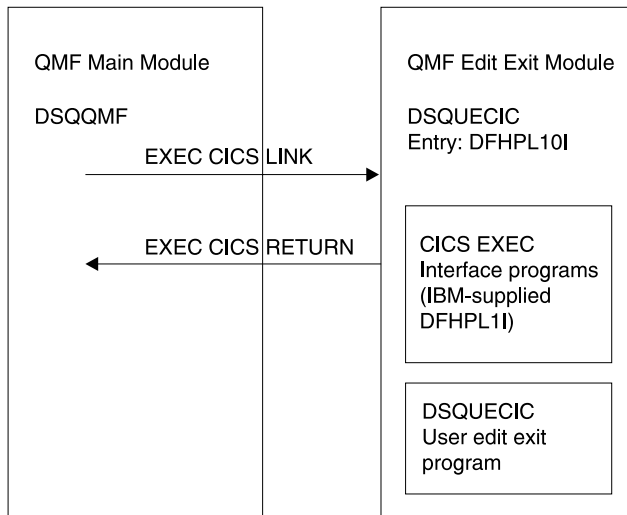 QMF Main Module
DSQQMF
EXEC CICS LINK
EXEC CICS RETURN
QMF Edit Exit Module
DSQUECIC
Entry: DFHPL10I
CICS EXEC
Interface programs
(IBM-supplied
DFHPL1I)
DSQUECIC
User edit exit
program